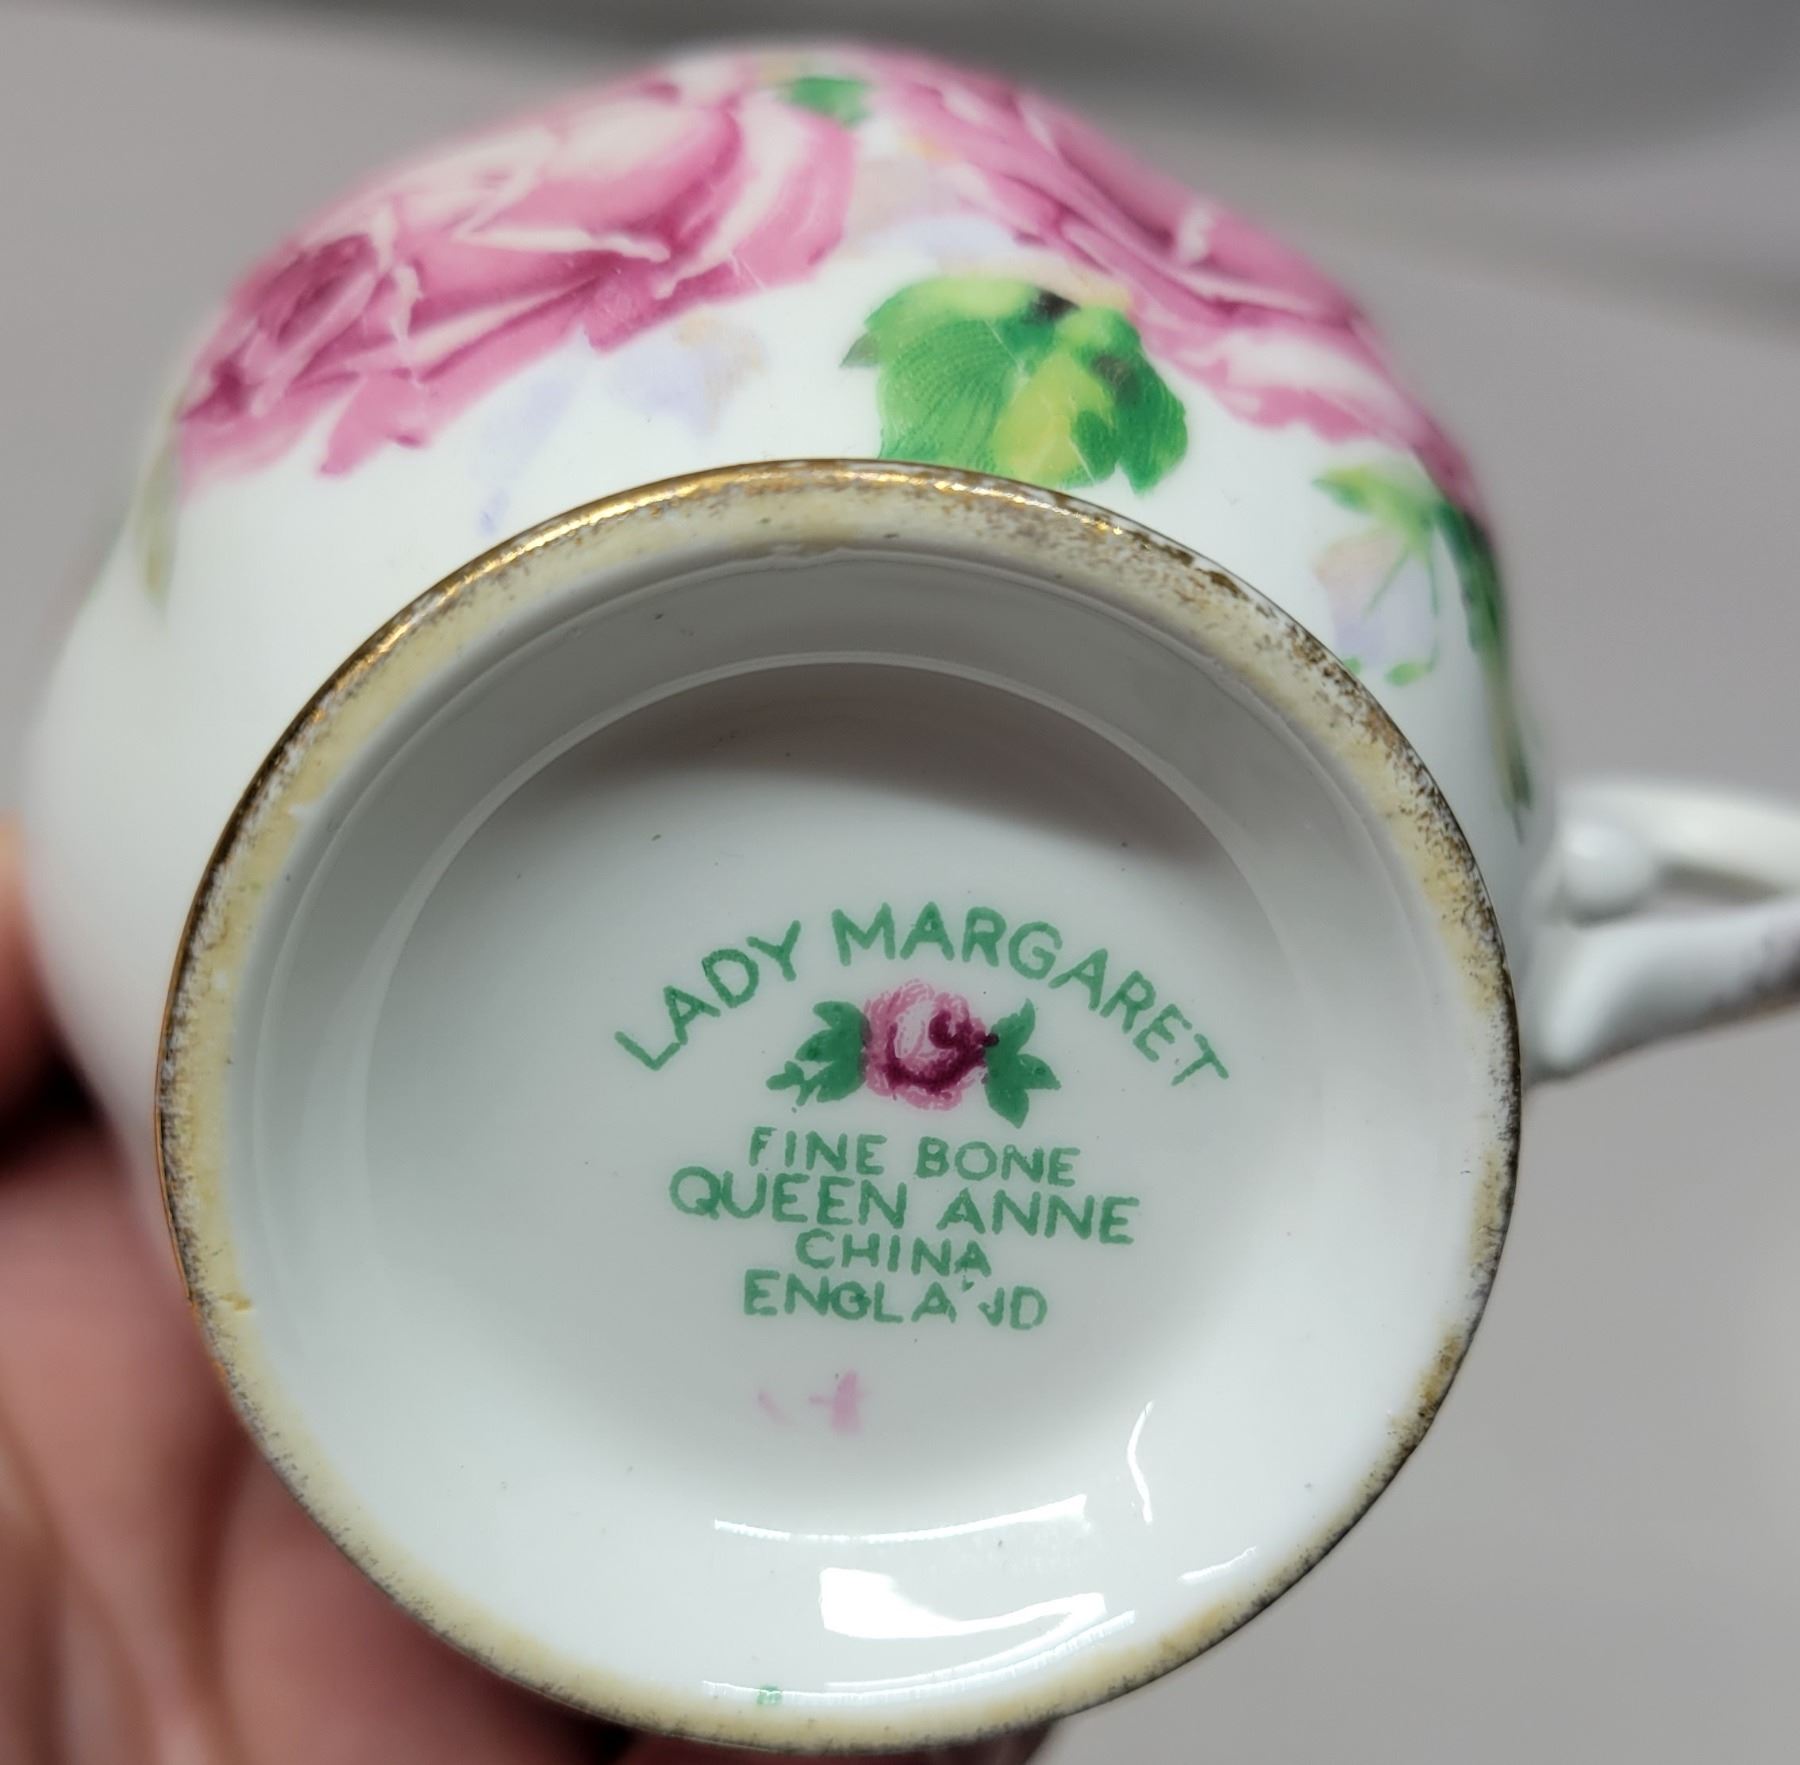 LADY MARGARET
FINE BONE
QUEEN ANNE
CHINA
ENGLAND